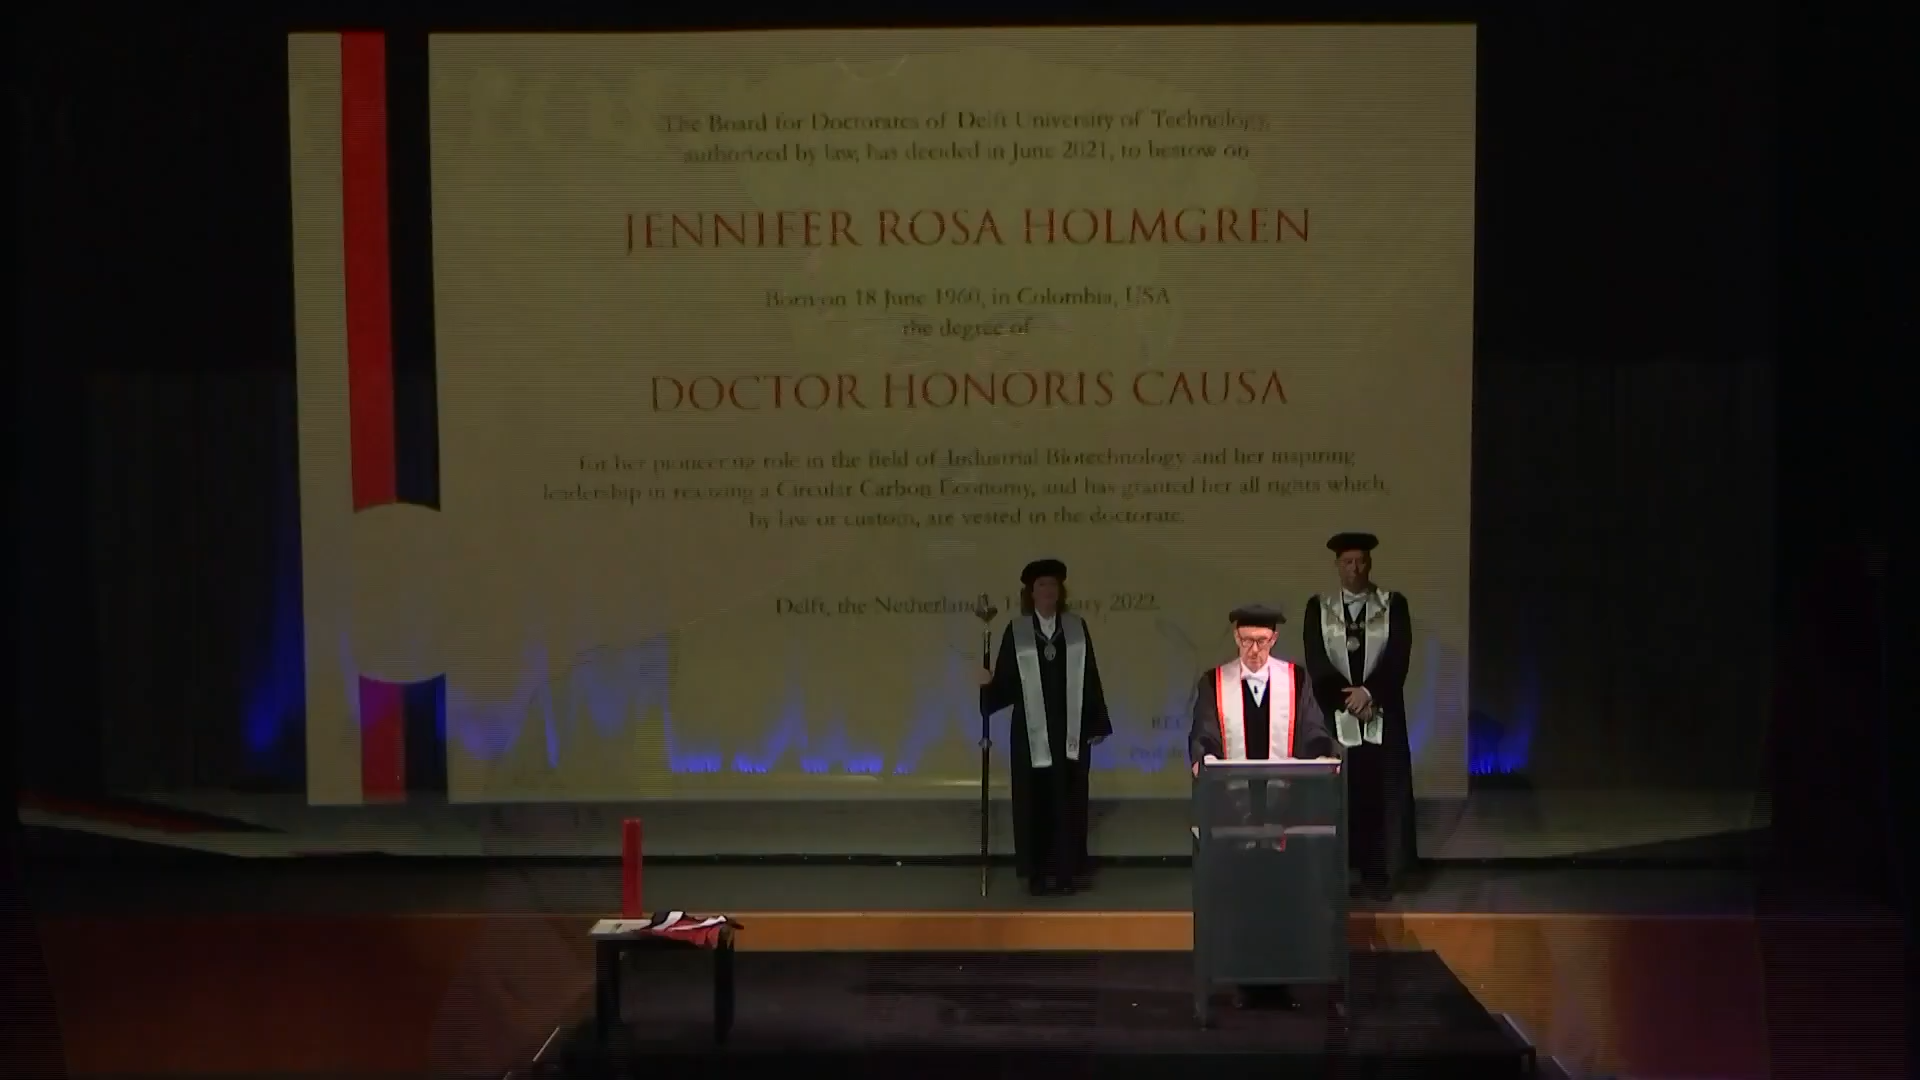 The Board for Doctorates of Delft University of Technology,
authorized by law, has decided in June 2021, to bestow on
JENNIFER ROSA HOLMGREN
Born on 18 June 1960, in Colombia, USA
the degree of
DOCTOR HONORIS CAUSA
for her pioneering role in the field of Industrial Biotechnology and her inspiring
leadership in realizing a Circular Carbon Economy, and has granted her all rights which,
by law or custom, are vested in the doctorate.
Delft, the Netherlands, 2022.